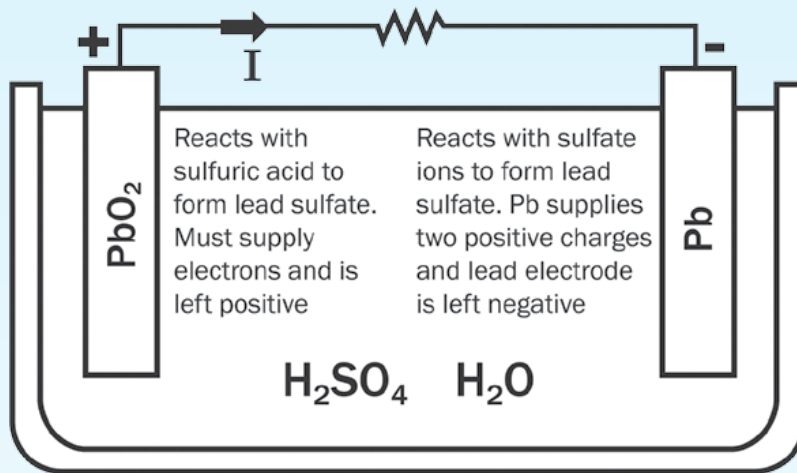 +
I
-
PbO₂
Reacts with
sulfuric acid to
form lead sulfate.
Must supply
electrons and is
left positive
Reacts with sulfate
ions to form lead
sulfate. Pb supplies
two positive charges
and lead electrode
is left negative
Pb
H₂SO₄ H₂O